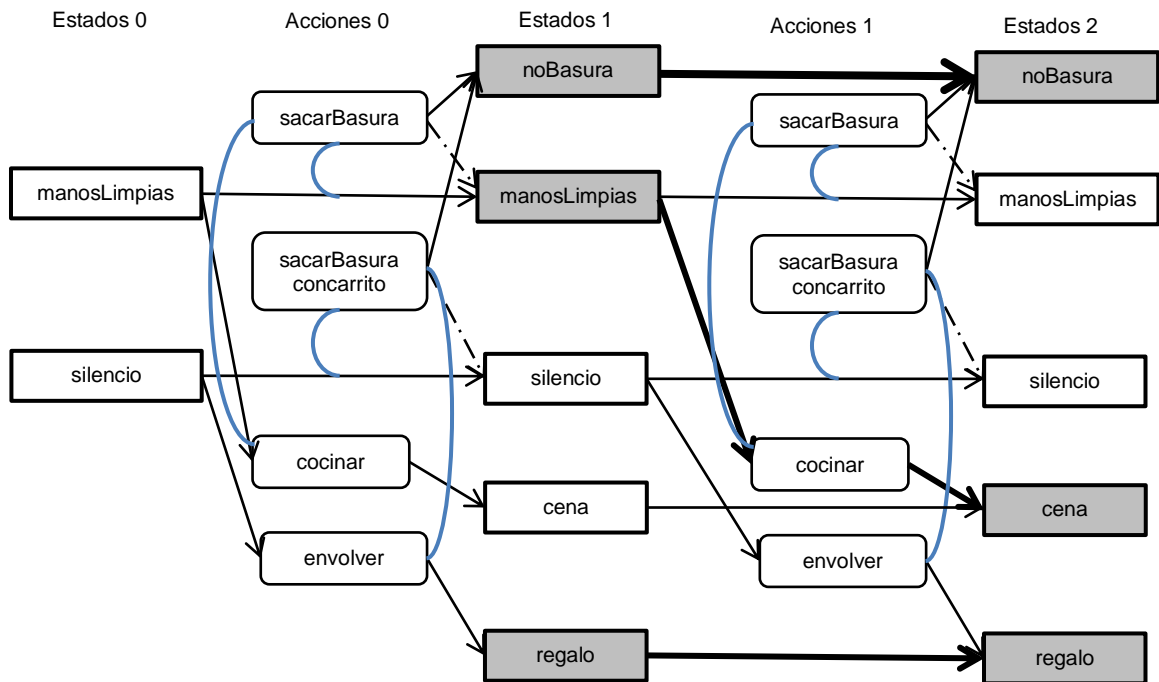 Estados 0
Acciones 0
Estados 1
Acciones 1
Estados 2
noBasura
noBasura
sacarBasura
sacarBasura
manosLimpias
manosLimpias
manosLimpias
sacarBasura
concarrito
sacarBasura
concarrito
silencio
silencio
silencio
cocinar
cocinar
cena
cena
envolver
envolver
regalo
regalo